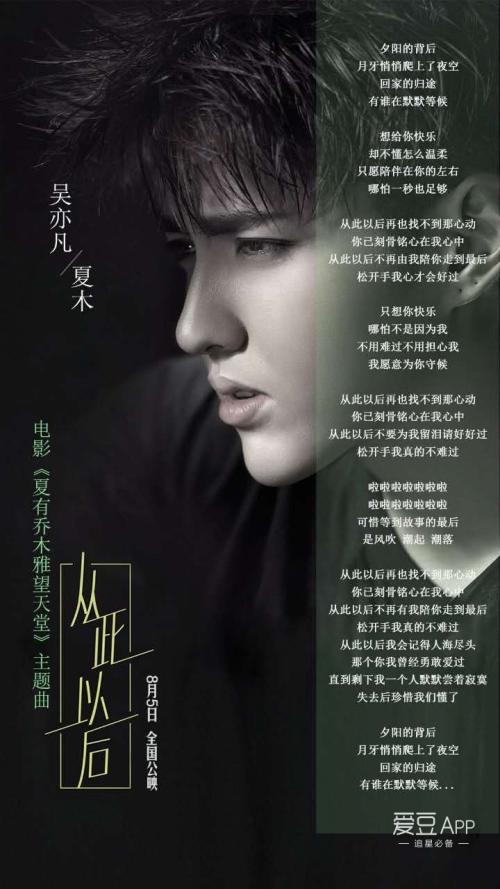 吴亦凡
夏木
电影《夏有乔木雅望天堂》主题曲
从此以后
8月5日 全国公映
夕阳的背后
月牙悄悄爬上了夜空
回家的归途
有谁在默默等候
想给你快乐
却不懂怎么温柔
只愿陪伴在你的左右
哪怕一秒也足够
从此以后再也找不到那心动
你已刻骨铭心在我心中
从此以后不再由我陪你走到最后
松开手我心才会好过
只想你快乐
哪怕不是因为我
不用难过不用担心我
我愿意为你守候
从此以后再也找不到那心动
你已刻骨铭心在我心中
从此以后不要为我留泪请好好过
松开手我真的不难过
啦啦啦啦啦啦啦
啦啦啦啦啦啦啦
可惜等到故事的最后
是风吹 潮起 潮落
从此以后再也找不到那心动
你已刻骨铭心在我心中
从此以后不再有我陪你走到最后
松开手我真的不难过
从此以后我会记得人海尽头
那个你我曾经勇敢爱过
直到剩下我一个人默默尝着寂寞
失去后珍惜我们懂了
夕阳的背后
月牙悄悄爬上了夜空
回家的归途
有谁在默默等候...
爱豆APP
追星必备